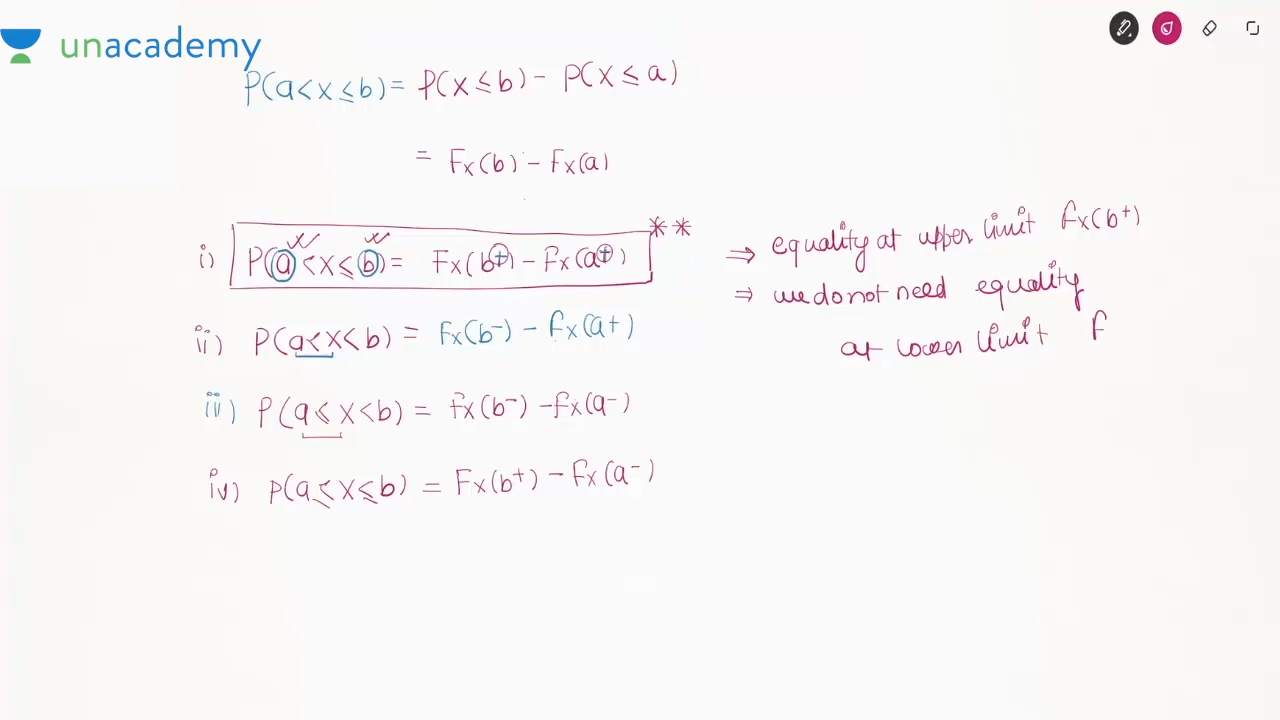 unacademy
P(a<x≤b)= P(x≤b)- P(X≤a)
= Fx(b)-Fx(a)
i) P(a<x≤b)= Fx(b+)-Fx(a+) **
ii) P(a<x<b) = Fx(b-) - Fx(a+)
iii) P(a≤x<b) = fx(b-) -fx(a-)
iv) P(a≤x≤b) = Fx(b+) - Fx(a-)
⇒ equality at upper limit Fx(b+)
⇒ we do not need equality
at lower limit F